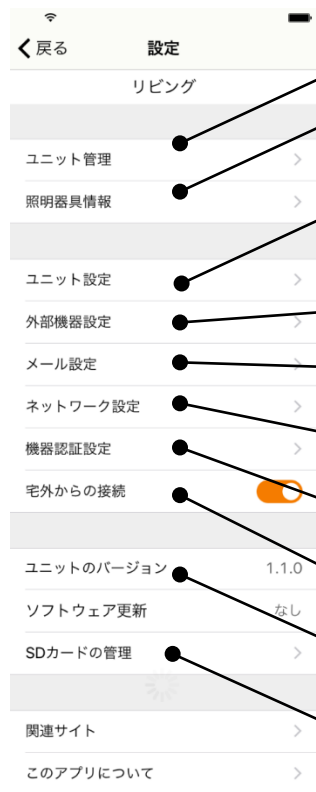 戻る 設定
リビング
ユニット管理
照明器具情報
ユニット設定
外部機器設定
メール設定
ネットワーク設定
機器認証設定
宅外からの接続
ユニットのバージョン 1.1.0
ソフトウェア更新 なし
SDカードの管理
関連サイト
このアプリについて